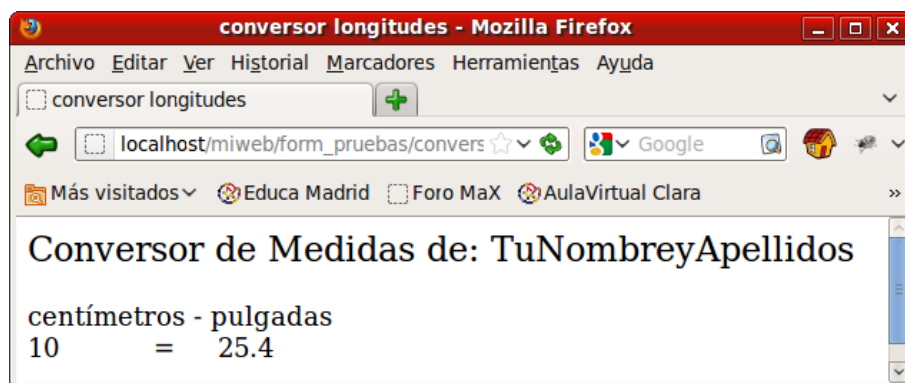 conversor longitudes - Mozilla Firefox
Archivo Editar Ver Historial Marcadores Herramientas Ayuda
conversor longitudes
localhost/miweb/form_pruebas/convers Google
Más visitados Educa Madrid Foro MaX AulaVirtual Clara »
Conversor de Medidas de: TuNombreyApellidos
centímetros - pulgadas
10 = 25.4